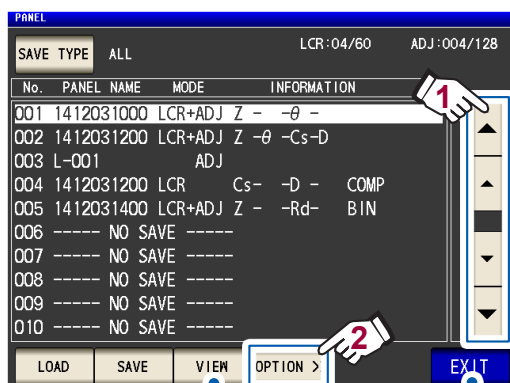 PANEL
SAVE TYPE ALL LCR:04/60 ADJ:004/128
No. PANEL NAME MODE INFORMATION
001 1412031000 LCR+ADJ Z - -θ -
002 1412031200 LCR+ADJ Z -θ -Cs-D
003 L-001 ADJ
004 1412031200 LCR Cs- -D - COMP
005 1412031400 LCR+ADJ Z - -Rd- BIN
006 ----- NO SAVE -----
007 ----- NO SAVE -----
008 ----- NO SAVE -----
009 ----- NO SAVE -----
010 ----- NO SAVE -----
1
2
LOAD SAVE VIEW OPTION > EXIT